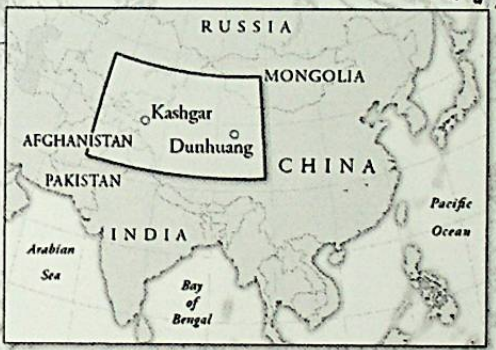 RUSSIA
MONGOLIA
Kashgar
AFGHANISTAN
Dunhuang
CHINA
PAKISTAN
Pacific
Ocean
INDIA
Arabian
Sea
Bay
of
Bengal